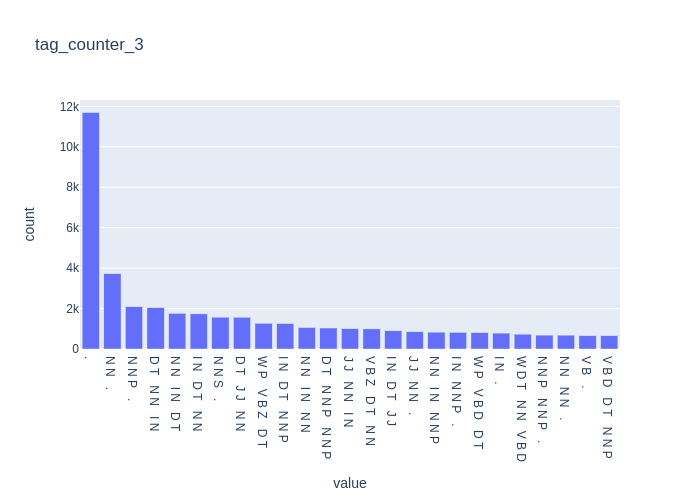 tag_counter_3
12k
10k
8k
6k
4k
2k
0
count
.
NN .
NNP .
DT NN IN
NN IN DT
IN DT NN
NNS .
DT JJ NN
WP VBZ DT
IN DT NNP
NN IN NN
DT NNP NNP
JJ NN IN
VBZ DT NN
IN DT JJ
JJ NN .
NN IN NNP
IN NNP .
WP VBD DT
IN .
WDT NN VBD
NNP NNP .
NN NN .
VB .
VBD DT NNP
value